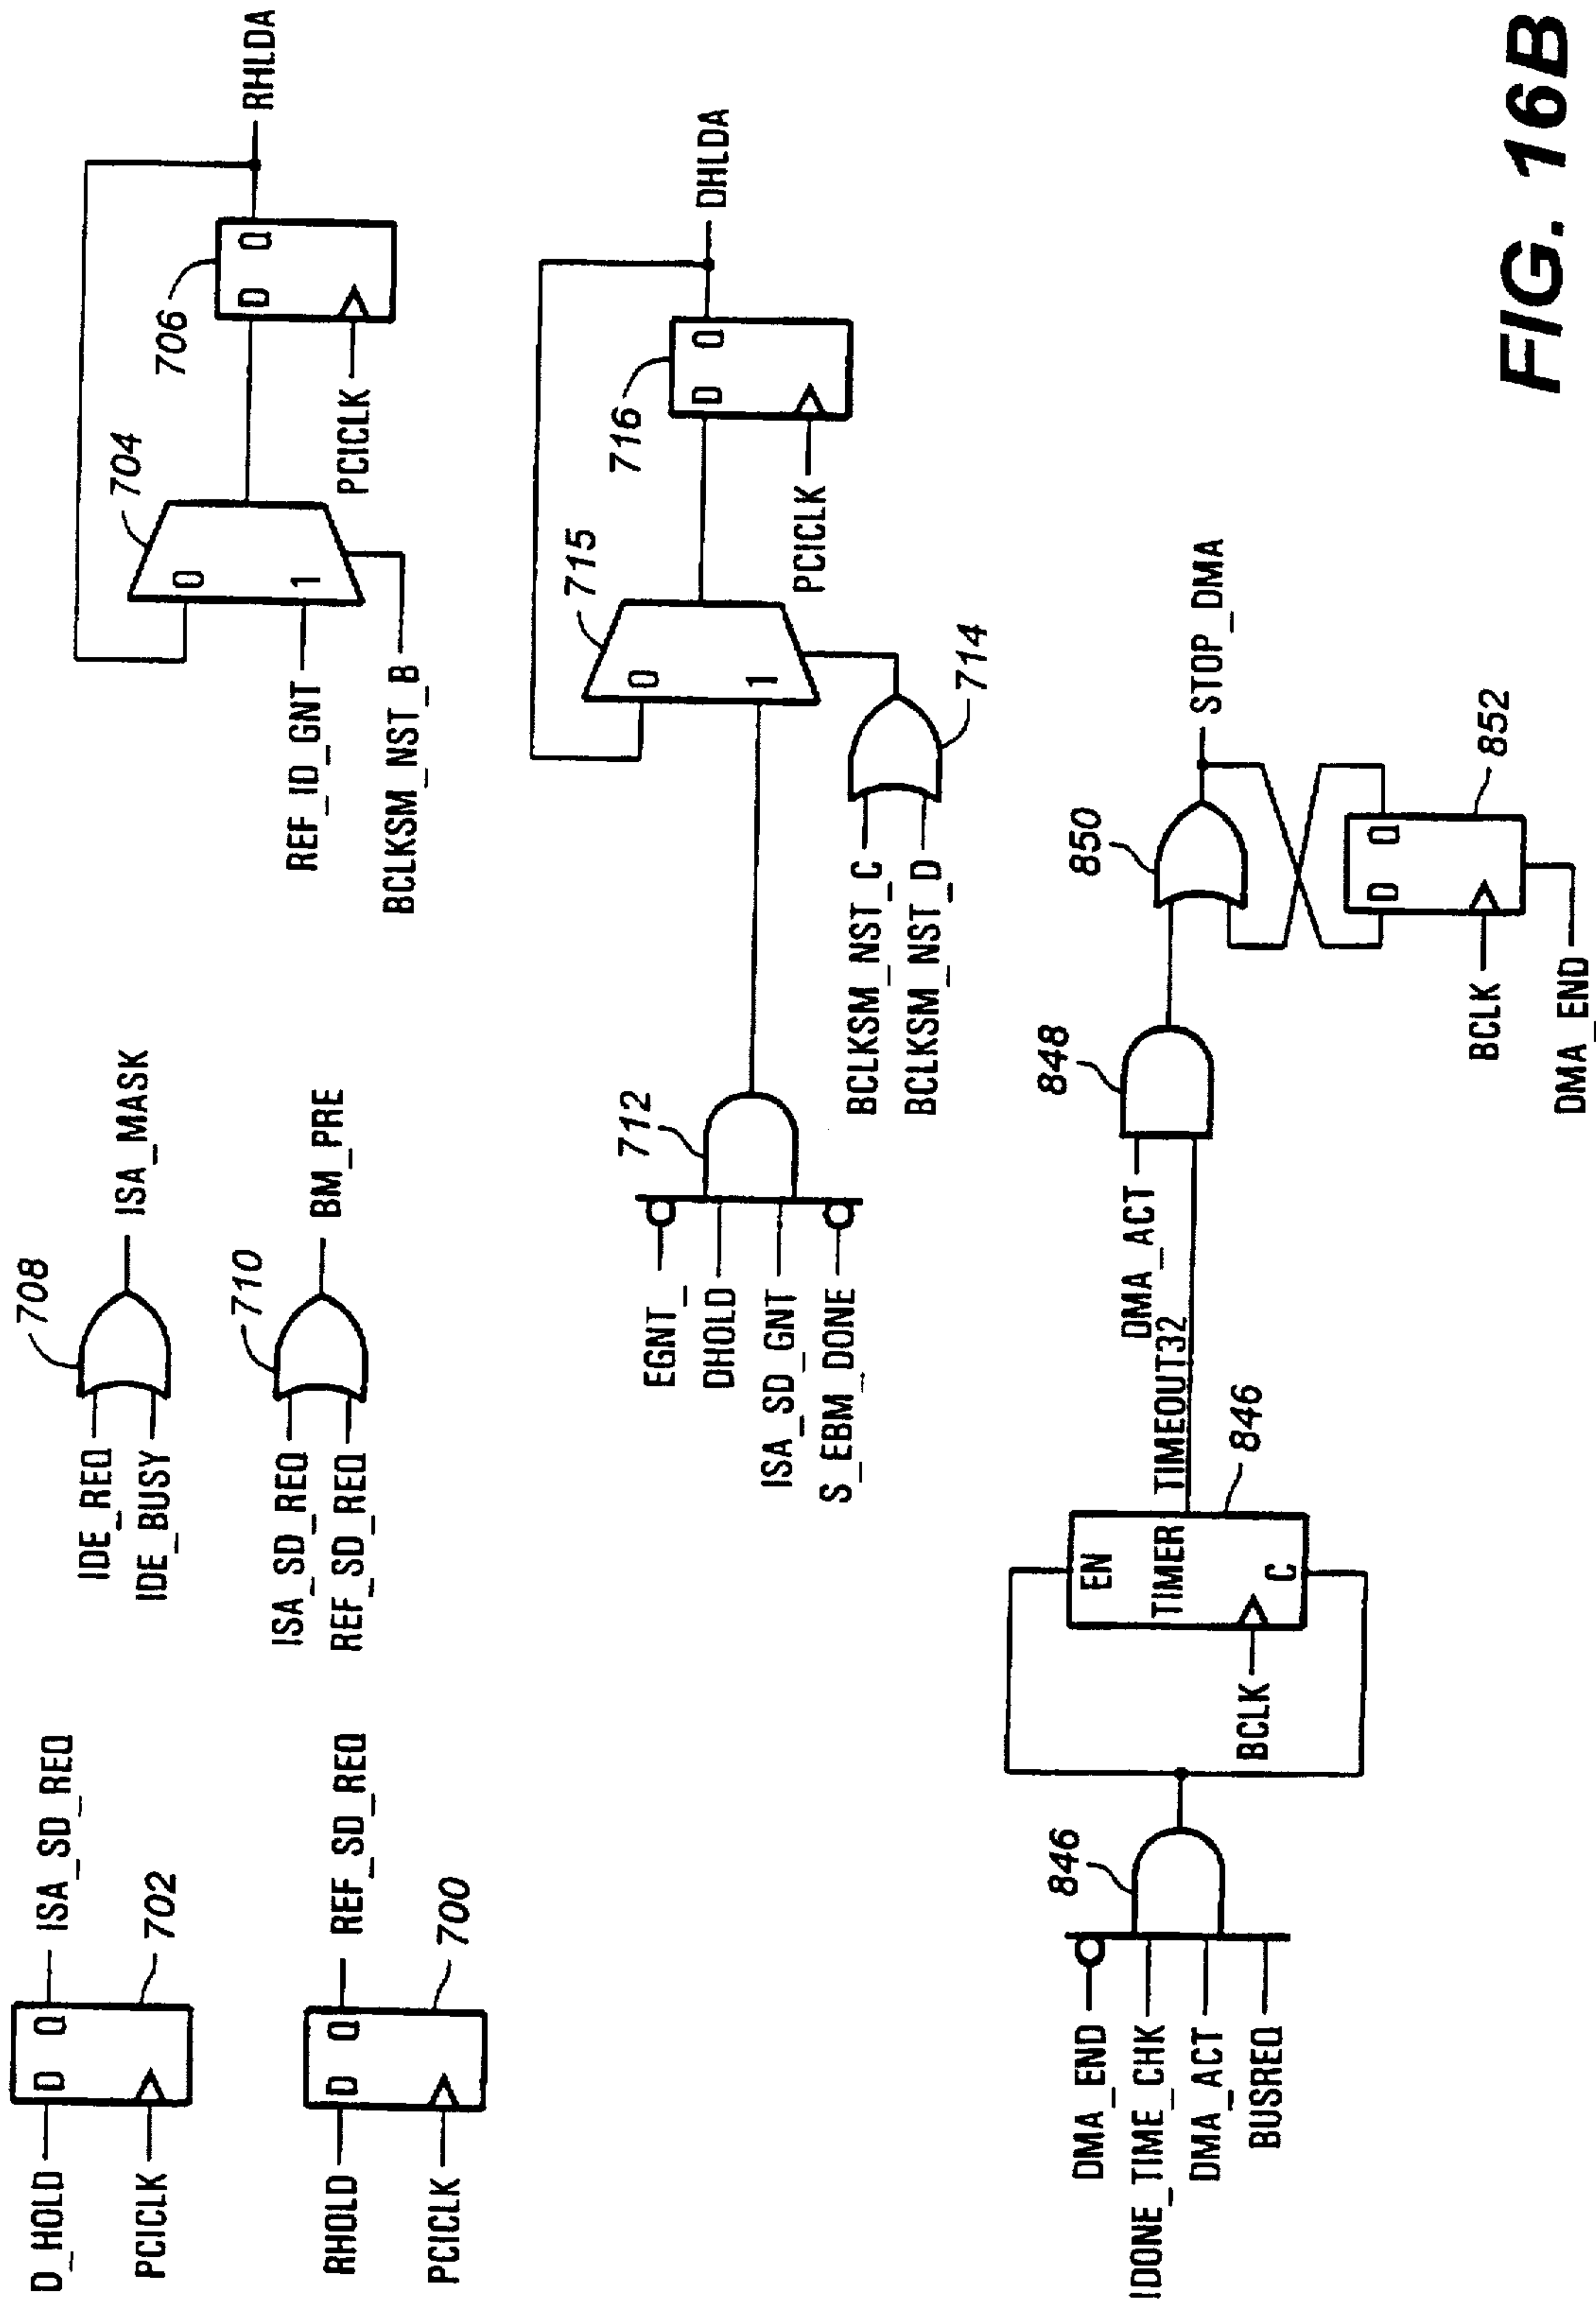 D_HOLD
D Q
ISA_SD_REQ
PCICLK
702
IDE_REQ
IDE_BUSY
708
ISA_MASK
RHOLD
D Q
REF_SD_REQ
PCICLK
700
ISA_SD_REQ
REF_SD_REQ
710
BM_PRE
704
0
1
REF_ID_GNT
BCLKSM_NST_B
706
D Q
PCICLK
RHLDA
EGNT_
DHOLD
ISA_SD_GNT
S_EBM_DONE
712
715
0
1
BCLKSM_NST_C
BCLKSM_NST_D
714
716
D Q
PCICLK
DHLDA
DMA_END
IDONE_TIME_CHK
DMA_ACT
BUSREQ
846
EN
TIMER
C
BCLK
846
TIMEOUT32
DMA_ACT
848
850
STOP_DMA
D Q
852
BCLK
DMA_END
FIG. 16B